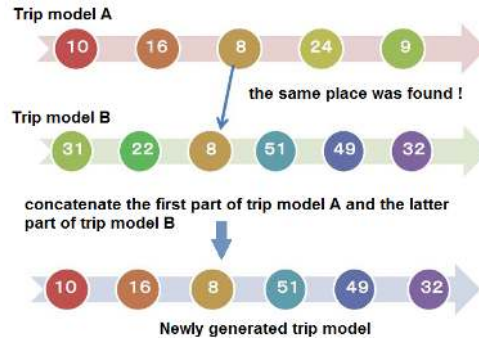 Trip model A
10 16 8 24 9
the same place was found !
Trip model B
31 22 8 51 49 32
concatenate the first part of trip model A and the latter
part of trip model B
10 16 8 51 49 32
Newly generated trip model